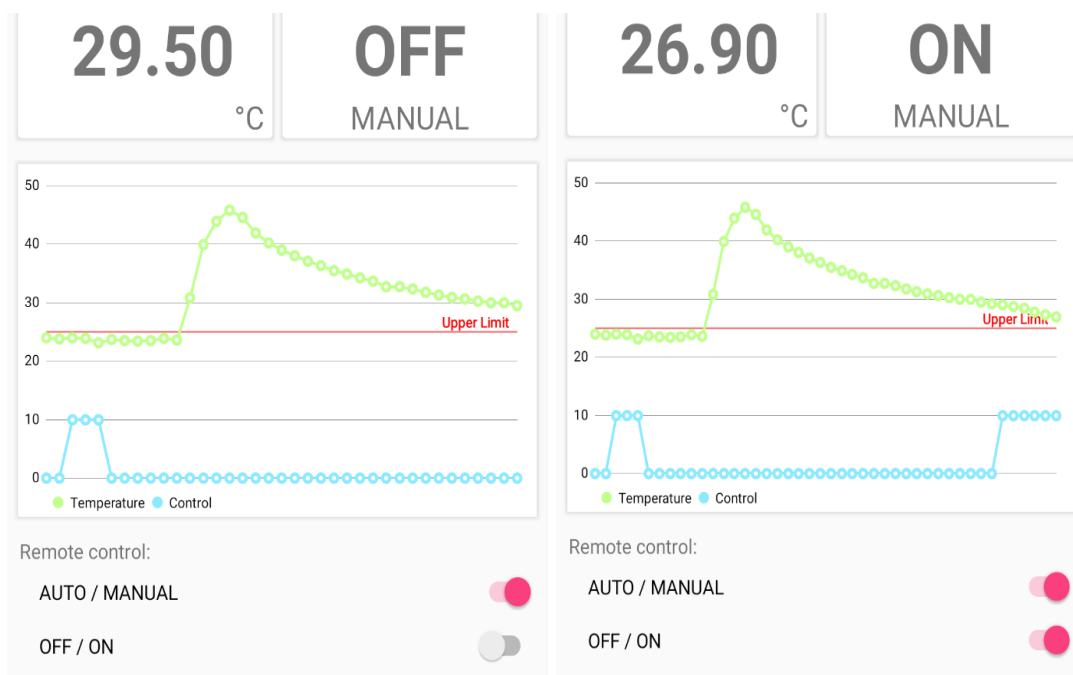 29.50
°C
OFF
MANUAL
50
40
30
Upper Limit
20
10
0
Temperature Control
Remote control:
AUTO / MANUAL
OFF / ON
26.90
°C
ON
MANUAL
50
40
30
Upper Limit
20
10
0
Temperature Control
Remote control:
AUTO / MANUAL
OFF / ON